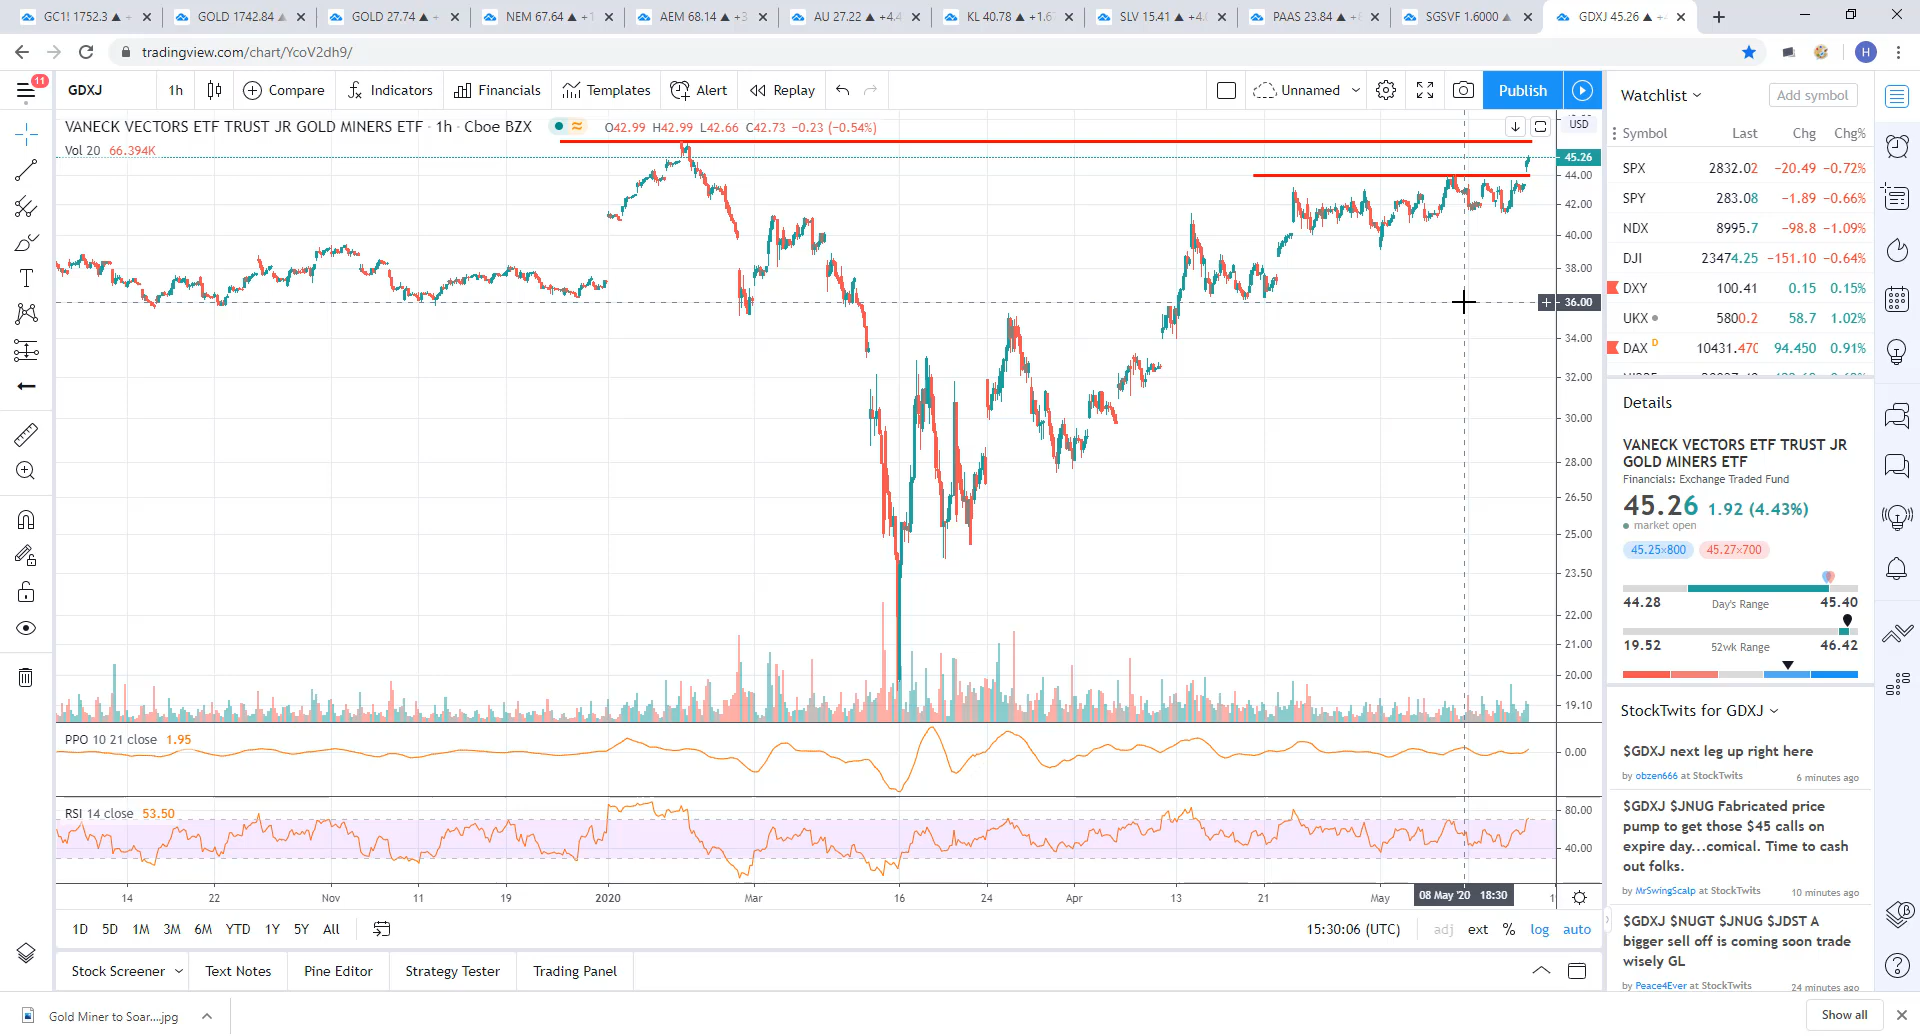 GC1! 1752.3 ▲ +
GOLD 1742.84 ▲
GOLD 27.74 ▲ +
NEM 67.64 ▲ +1
AEM 68.14 ▲ +3
AU 27.22 ▲ +4.4
KL 40.78 ▲ +1.6
SLV 15.41 ▲ +4.
PAAS 23.84 ▲ +
SGSVF 1.6000 ▲
GDXJ 45.26 ▲
tradingview.com/chart/YcoV2dh9/
H
11
GDXJ
1h
Compare
Indicators
Financials
Templates
Alert
Replay
Unnamed
Publish
VANECK VECTORS ETF TRUST JR GOLD MINERS ETF · 1h · Cboe BZX
O42.99 H42.99 L42.66 C42.73 −0.23 (−0.54%)
Vol 20 66.394K
USD
45.26
44.00
42.00
40.00
38.00
36.00
34.00
32.00
30.00
28.00
26.50
25.00
23.50
22.00
21.00
20.00
19.10
PPO 10 21 close 1.95
0.00
RSI 14 close 53.50
80.00
40.00
14 22 Nov 11 19 2020 Mar 16 24 Apr 13 21 May 08 May '20 18:30
1D 5D 1M 3M 6M YTD 1Y 5Y All
15:30:06 (UTC)
adj ext % log auto
Stock Screener
Text Notes
Pine Editor
Strategy Tester
Trading Panel
Watchlist
Add symbol
Symbol Last Chg Chg%
SPX 2832.02 −20.49 −0.72%
SPY 283.08 −1.89 −0.66%
NDX 8995.7 −98.8 −1.09%
DJI 23474.25 −151.10 −0.64%
DXY 100.41 0.15 0.15%
UKX 5800.2 58.7 1.02%
DAX D 10431.470 94.450 0.91%
Details
VANECK VECTORS ETF TRUST JR
GOLD MINERS ETF
Financials: Exchange Traded Fund
45.26 1.92 (4.43%)
market open
45.25×800 45.27×700
44.28 Day's Range 45.40
19.52 52wk Range 46.42
StockTwits for GDXJ
$GDXJ next leg up right here
by obzen666 at StockTwits 6 minutes ago
$GDXJ $JNUG Fabricated price
pump to get those $45 calls on
expire day...comical. Time to cash
out folks.
by MrSwingScalp at StockTwits 10 minutes ago
$GDXJ $NUGT $JNUG $JDST A
bigger sell off is coming soon trade
wisely GL
by Peace4Ever at StockTwits 24 minutes ago
Gold Miner to Soar....jpg
Show all